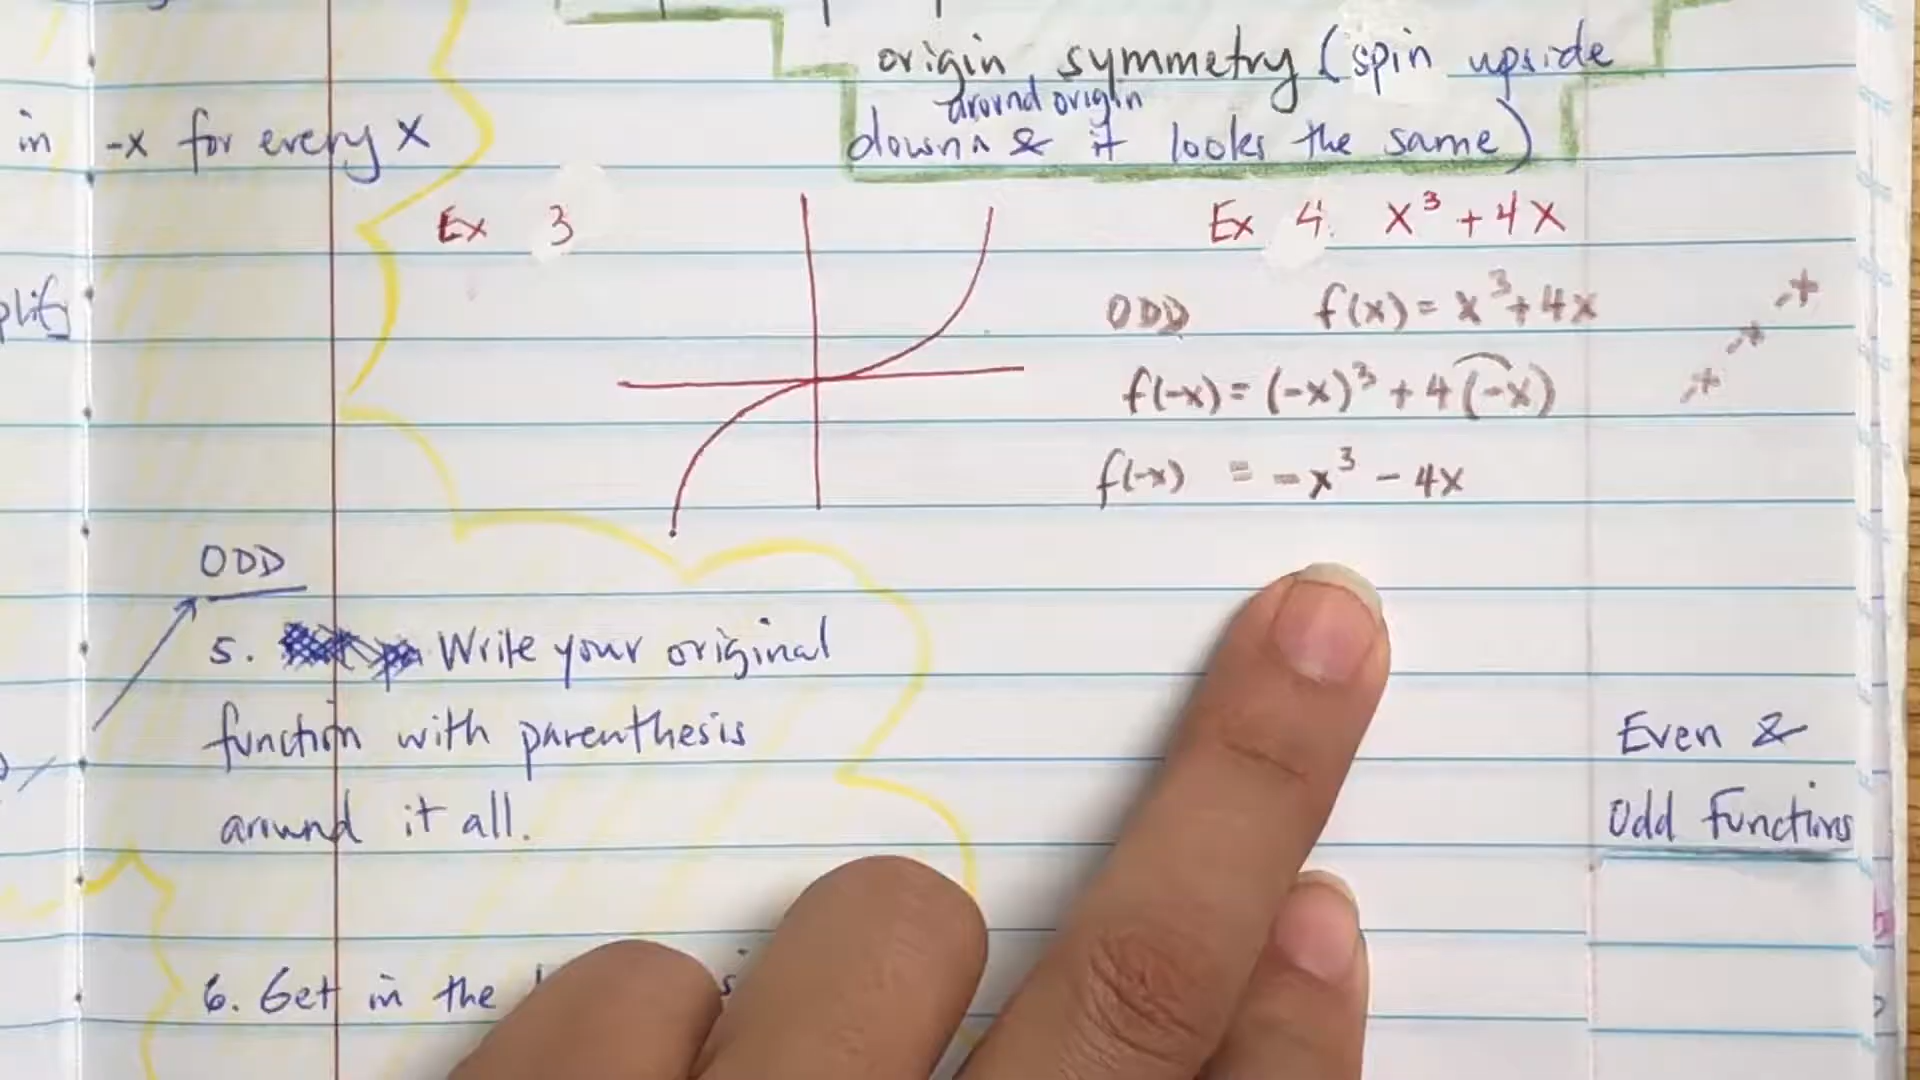 origin symmetry (spin upside
around origin
down^ & it looks the same)
in -x for every x
Ex 3
Ex 4. x³ + 4x
ODD f(x) = x³ + 4x
f(-x) = (-x)³ + 4(-x)
f(-x) = -x³ - 4x
ODD
5. Write your original
function with parenthesis
around it all.
6. Get in the
Even &
Odd Functions